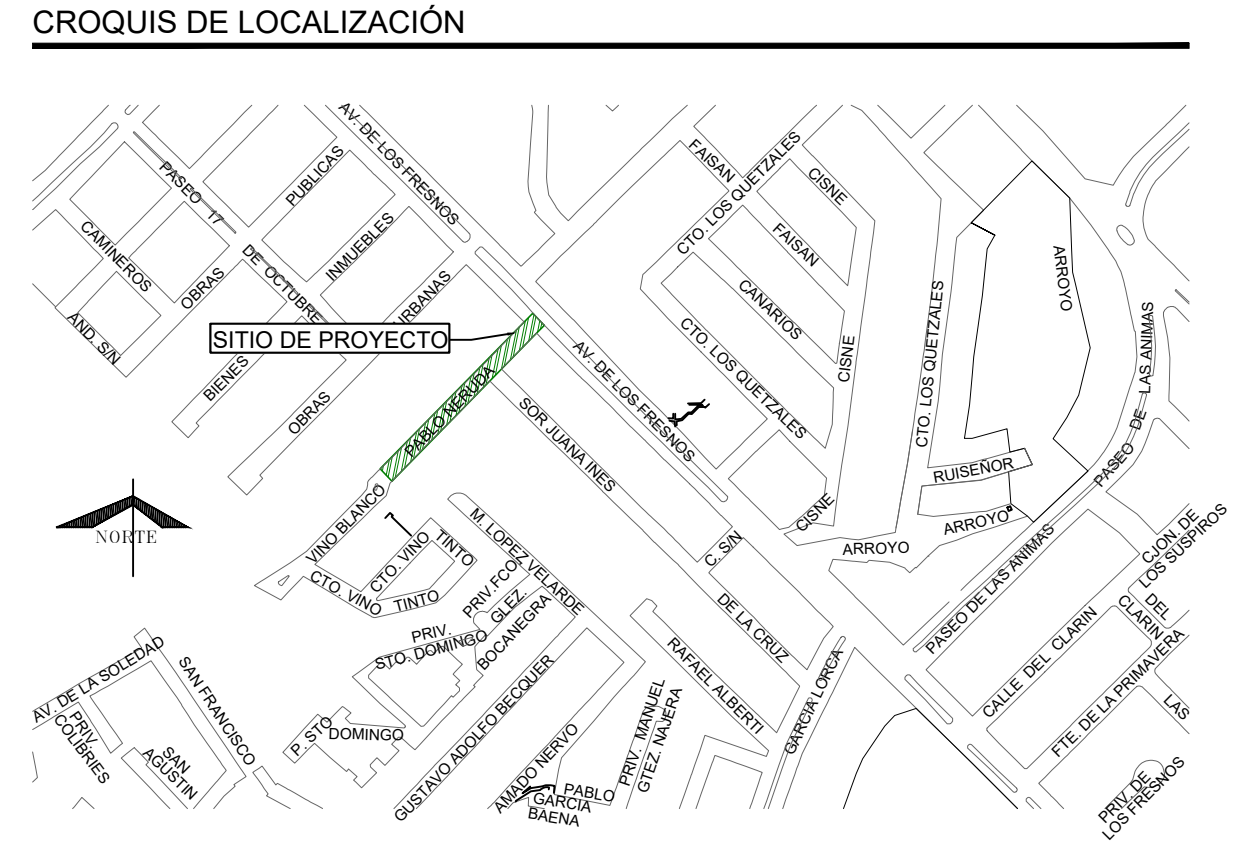 CROQUIS DE LOCALIZACIÓN
AV. DE LOS FRESNOS
PASEO 17
DE OCTUBRE
PUBLICAS
INMUEBLES
URBANAS
CAMINEROS
OBRAS
AND. S/N
BIENES
OBRAS
SITIO DE PROYECTO
PABLO NERUDA
FAISAN
CTO. LOS QUETZALES
CISNE
FAISAN
CANARIOS
CTO. LOS QUETZALES
CISNE
CTO. LOS QUETZALES
ARROYO
PASEO DE LAS ANIMAS
AV. DE LOS FRESNOS
SOR JUANA INES
DE LA CRUZ
C. S/N
CISNE
RUISEÑOR
ARROYO
ARROYO
NORTE
VINO BLANCO
CTO. VINO
TINTO
CTO. VINO TINTO
M. LOPEZ VELARDE
PRIV.FCO
GLEZ.
BOCANEGRA
PRIV.
STO. DOMINGO
P. STO
DOMINGO
AV. DE LA SOLEDAD
SAN FRANCISCO
PRIV.
COLIBRIES
SAN
AGUSTIN
GUSTAVO ADOLFO BECQUER
AMADO NERVO
PABLO
GARCIA
BAENA
PRIV. MANUEL
GTEZ. NAJERA
RAFAEL ALBERTI
GARCIA LORCA
PASEO DE LAS ANIMAS
CALLE DEL CLARIN
CJON. DE
LOS SUSPIROS
DEL
CLARIN
FTE. DE LA PRIMAVERA
LAS
PRIV. DE
LOS FRESNOS